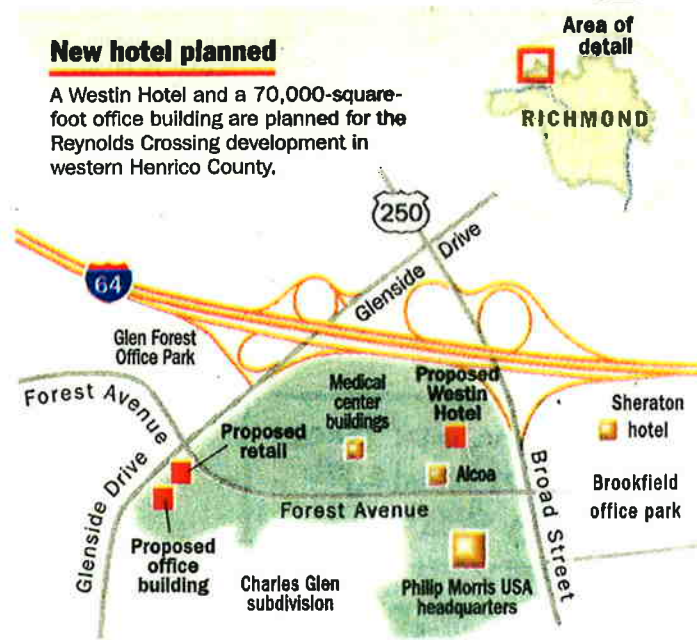 New hotel planned
A Westin Hotel and a 70,000-square-
foot office building are planned for the
Reynolds Crossing development in
western Henrico County.
Area of
detail
RICHMOND
250
Glenside Drive
64
Glen Forest
Office Park
Forest Avenue
Medical
center
buildings
Proposed
Westin
Hotel
Sheraton
hotel
Proposed
retail
Alcoa
Glenside Drive
Broad Street
Brookfield
office park
Forest Avenue
Proposed
office
building
Charles Glen
subdivision
Philip Morris USA
headquarters